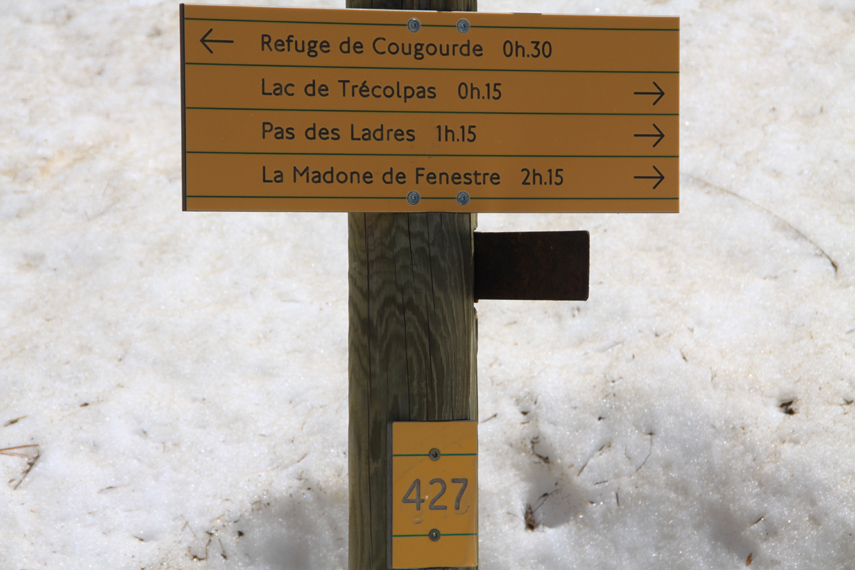 ← Refuge de Cougourde 0h.30
Lac de Trécolpas 0h.15 →
Pas des Ladres 1h.15 →
La Madone de Fenestre 2h.15 →
427